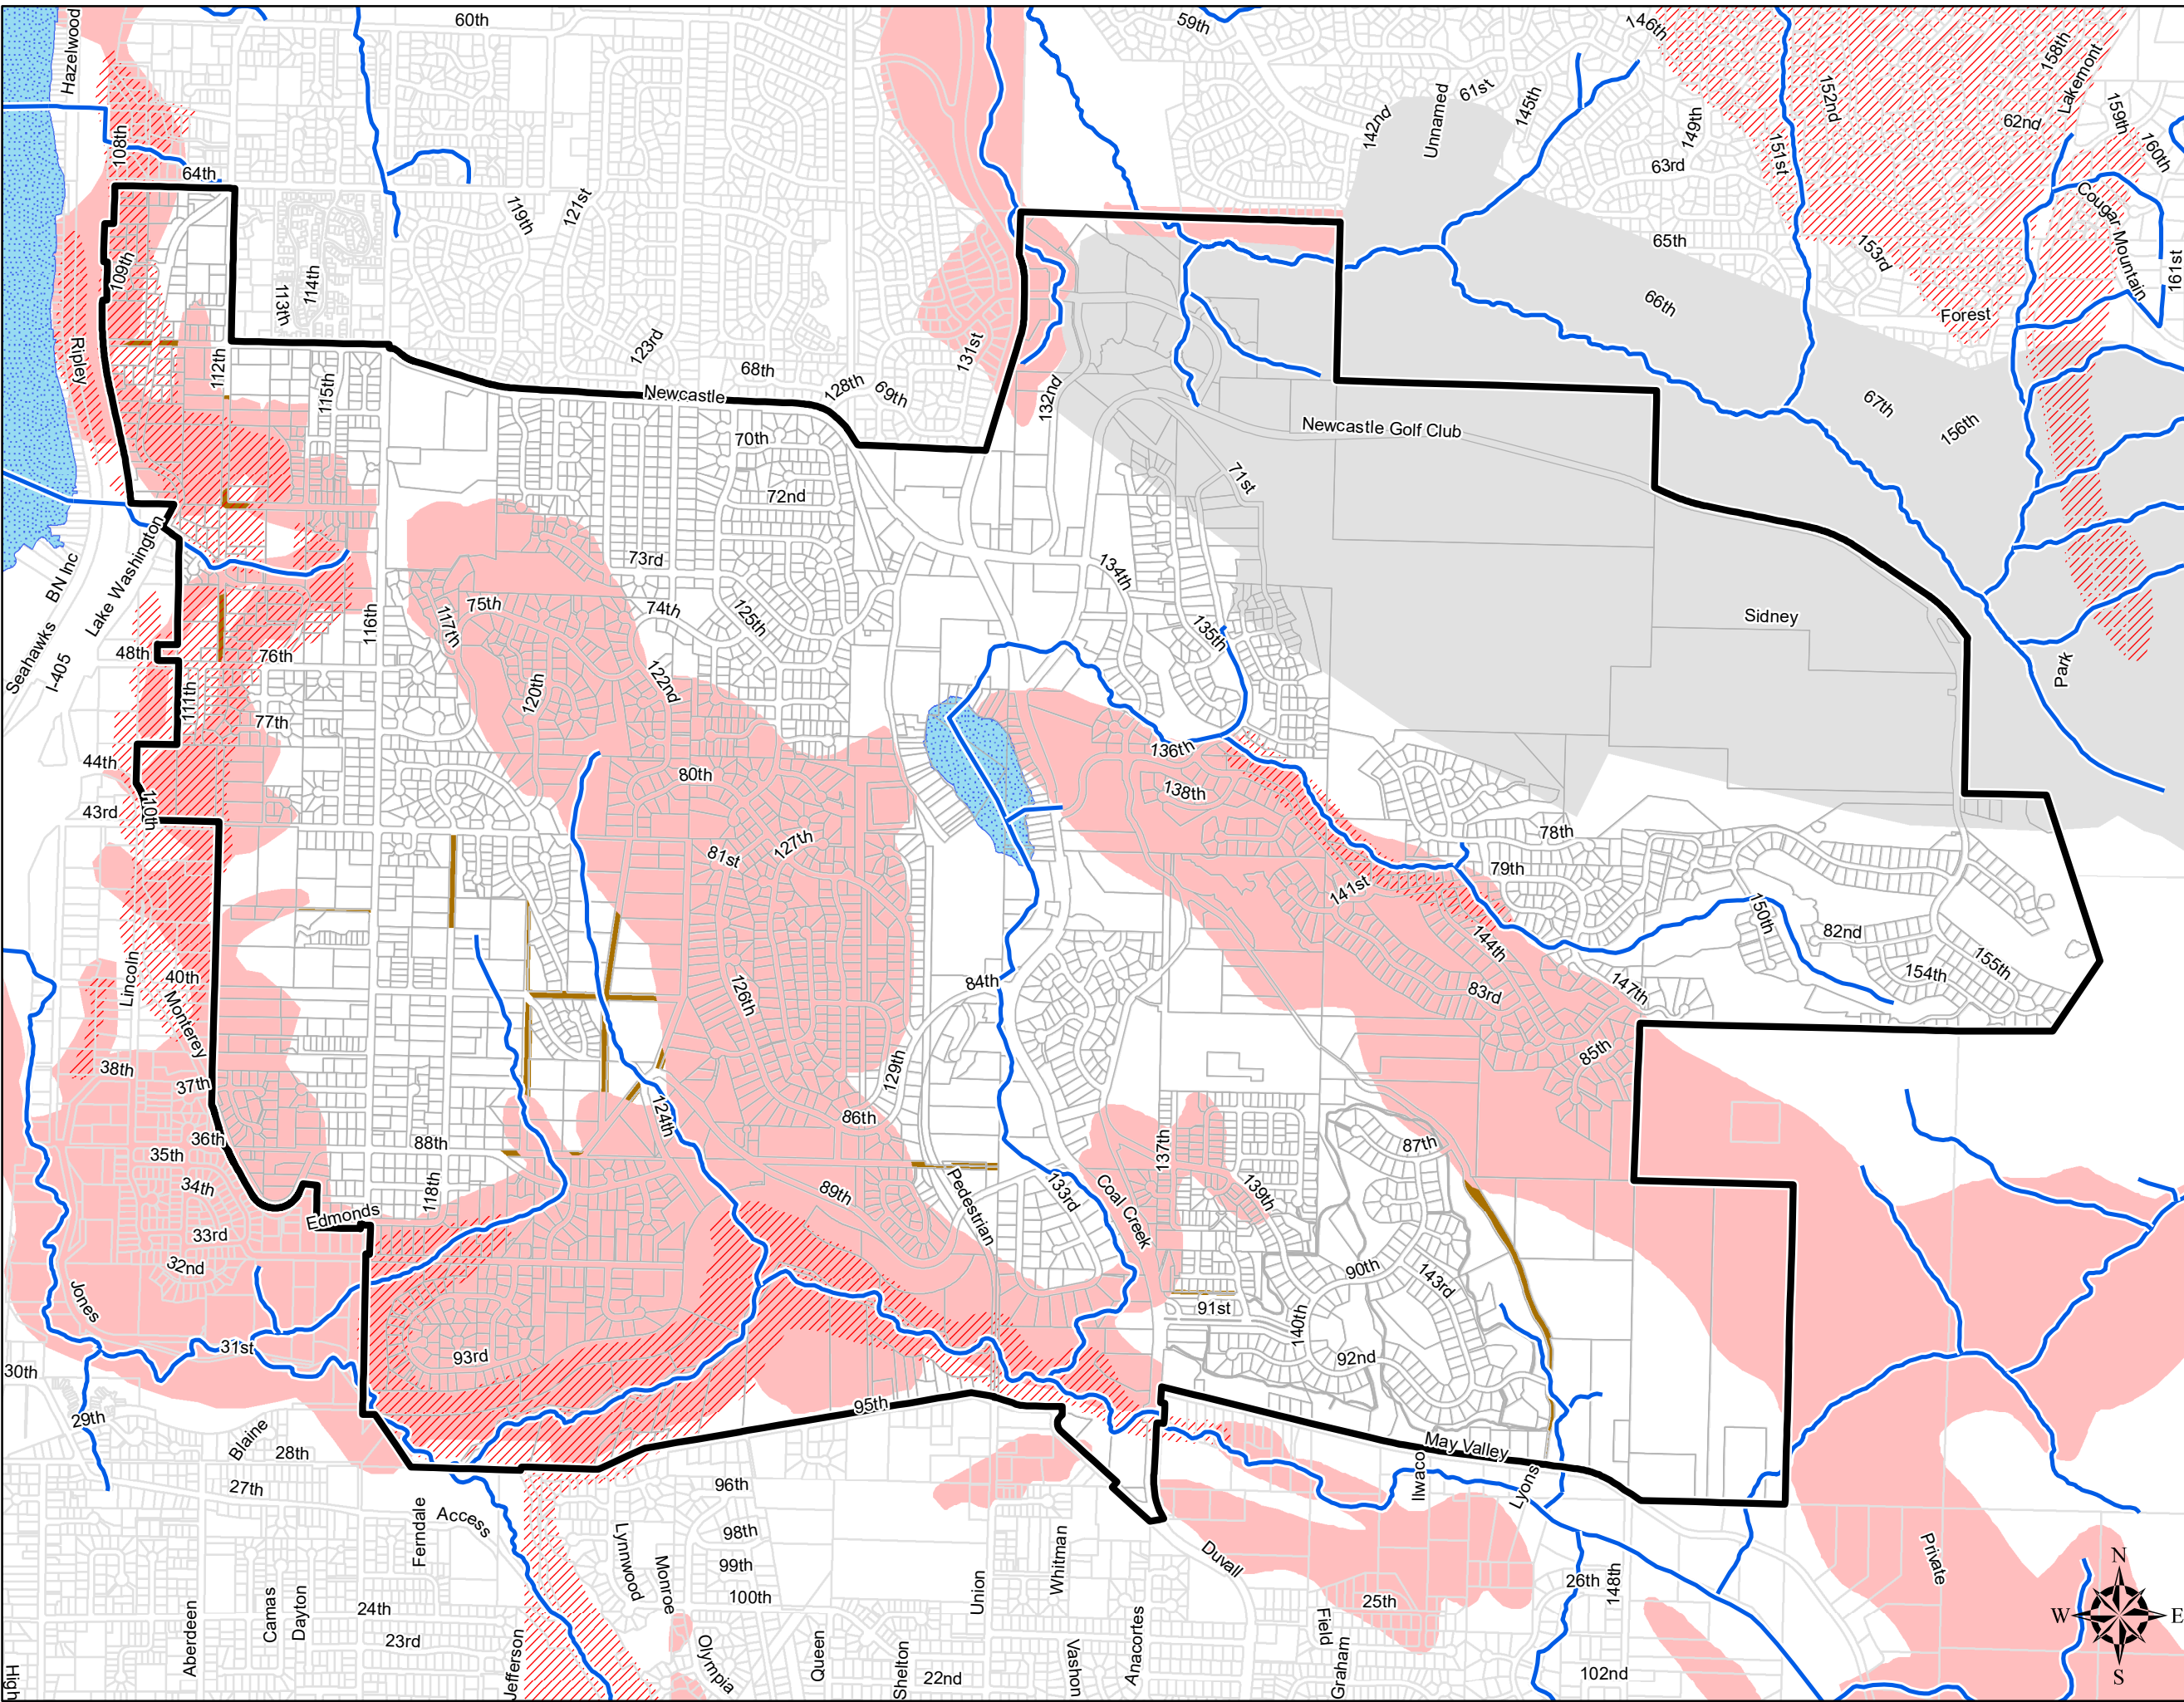 Hazelwood
60th
59th
146th
158th
Lakemont
61st
142nd
Unnamed
145th
149th
152nd
62nd
159th
160th
151st
108th
64th
63rd
119th
121st
Cougar Mountain
65th
153rd
161st
109th
113th
114th
66th
Forest
Ripley
112th
115th
123rd
68th
128th
69th
131st
132nd
Newcastle
67th
156th
70th
Newcastle Golf Club
71st
72nd
Lake Washington
BN Inc
73rd
134th
75th
74th
125th
117th
116th
135th
Sidney
Seahawks
I-405
48th
76th
122nd
120th
111th
77th
Park
44th
136th
80th
138th
43rd
110th
81st
127th
78th
79th
141st
150th
82nd
144th
155th
154th
Lincoln
40th
126th
84th
83rd
147th
Monterey
38th
37th
129th
85th
124th
86th
36th
88th
87th
137th
35th
34th
118th
89th
Pedestrian
133rd
Coal Creek
139th
Edmonds
33rd
32nd
90th
143rd
Jones
91st
140th
31st
93rd
92nd
30th
29th
95th
Blaine
28th
May Valley
27th
96th
Ilwaco
Lyons
Ferndale
Access
98th
Lynnwood
Monroe
99th
100th
Whitman
Union
Duvall
Private
26th
148th
25th
Camas
Dayton
24th
Aberdeen
23rd
Jefferson
Olympia
Queen
Shelton
22nd
Vashon
Anacortes
Field
Graham
102nd
High
N
W
E
S